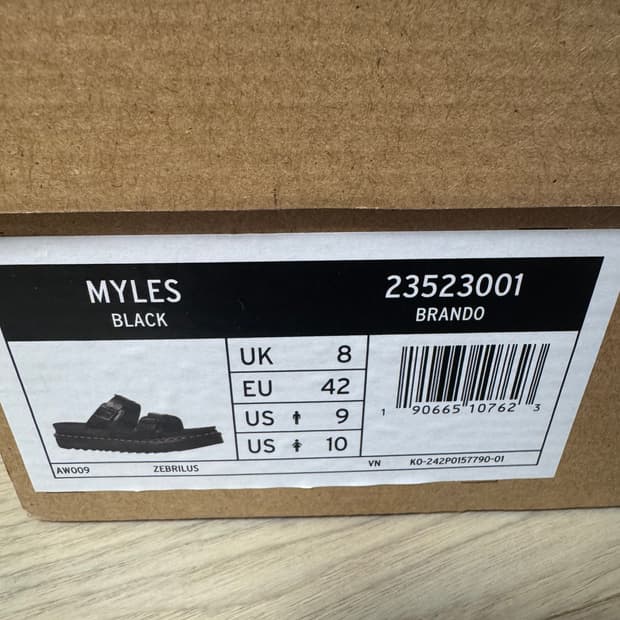 MYLES
BLACK
23523001
BRANDO
UK 8
EU 42
US 9
US 10
1 90665 10762 3
AW009
ZEBRILUS
VN
K0-242P0157790-01